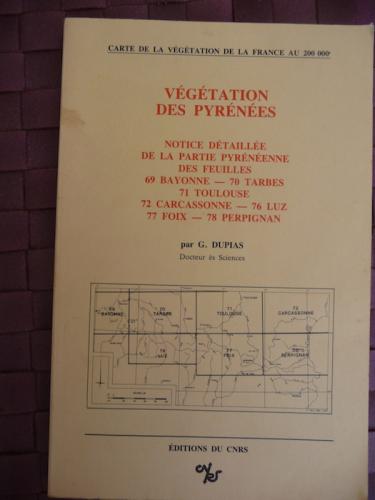 CARTE DE LA VÉGÉTATION DE LA FRANCE AU 200 000e
VÉGÉTATION
DES PYRÉNÉES
NOTICE DÉTAILLÉE
DE LA PARTIE PYRÉNÉENNE
DES FEUILLES
69 BAYONNE — 70 TARBES
71 TOULOUSE
72 CARCASSONNE — 76 LUZ
77 FOIX — 78 PERPIGNAN
par G. DUPIAS
Docteur ès Sciences
69 BAYONNE
70 TARBES
71 TOULOUSE
72 CARCASSONNE
76 LUZ
77 FOIX
78 PERPIGNAN
ÉDITIONS DU CNRS